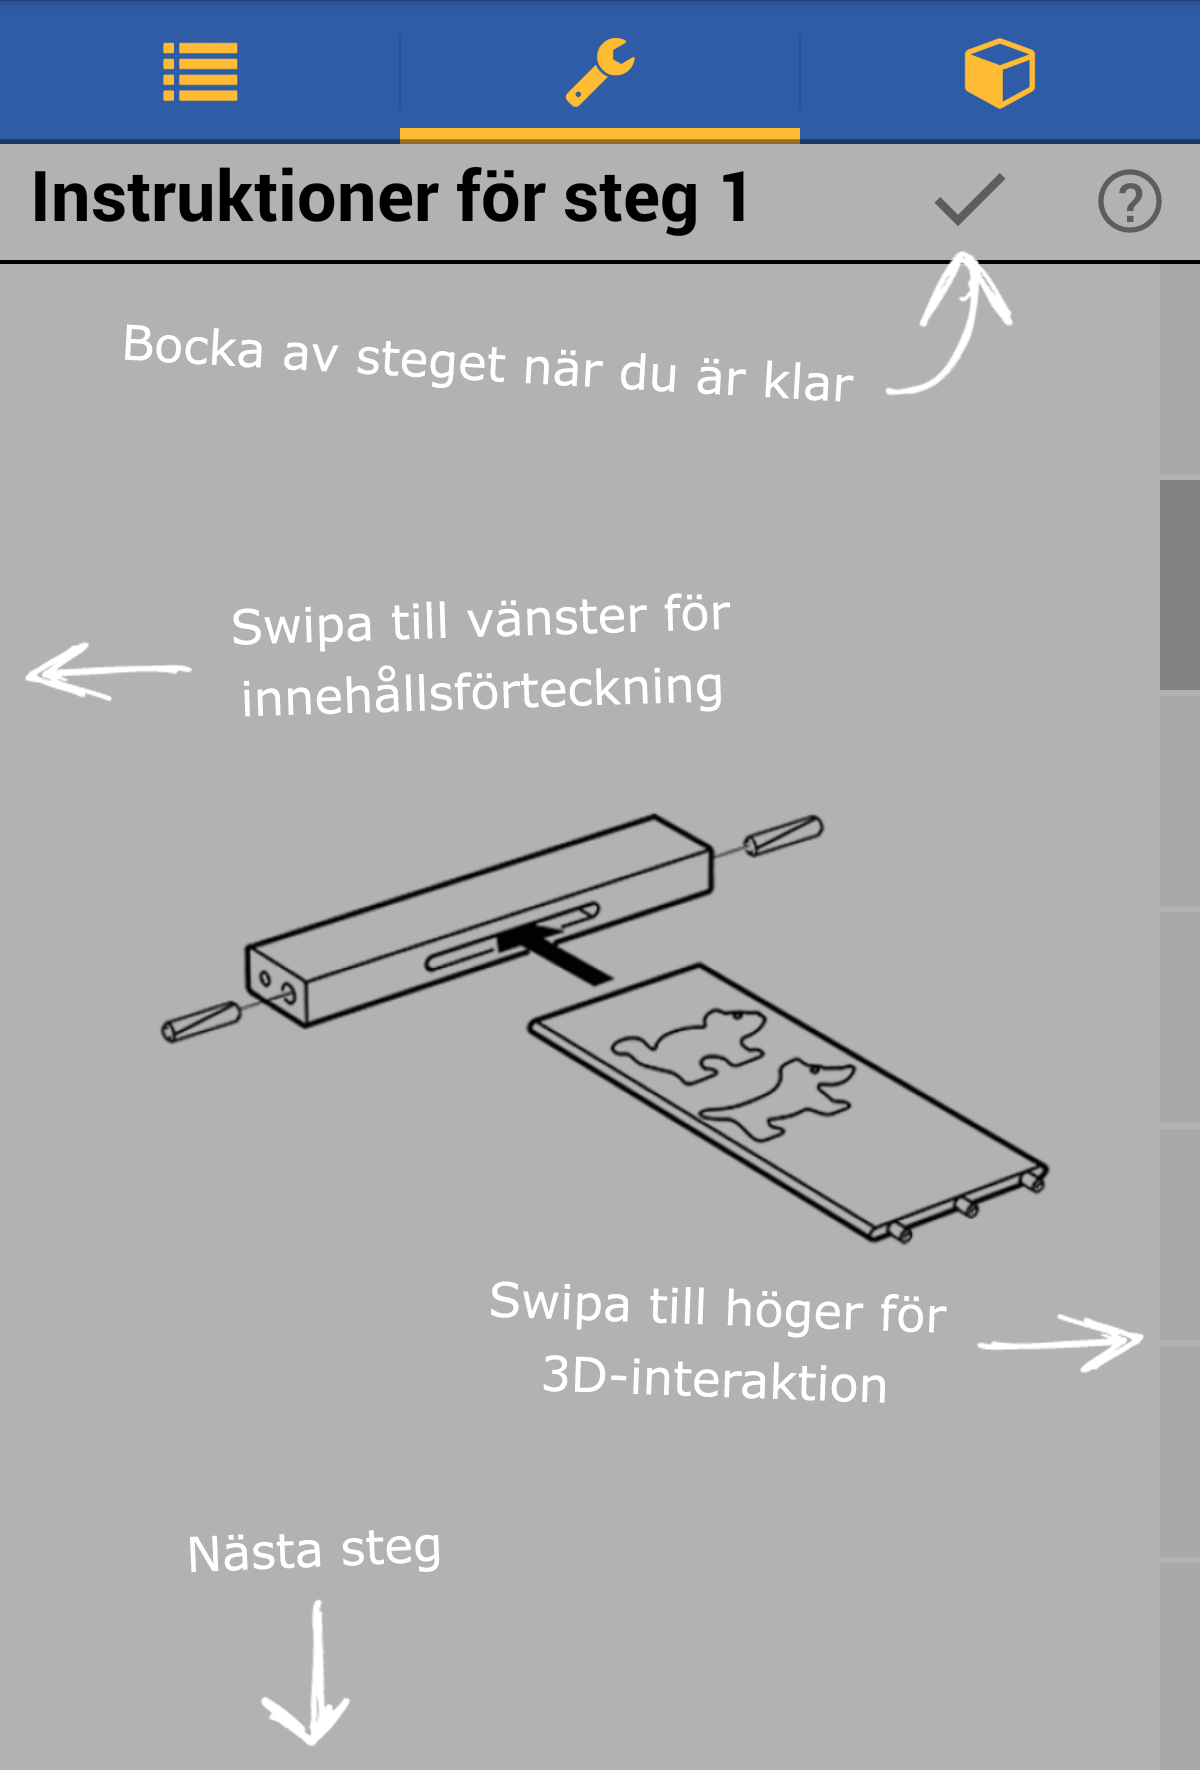 Instruktioner för steg 1
Bocka av steget när du är klar
Swipa till vänster för
innehållsförteckning
Swipa till höger för
3D-interaktion
Nästa steg